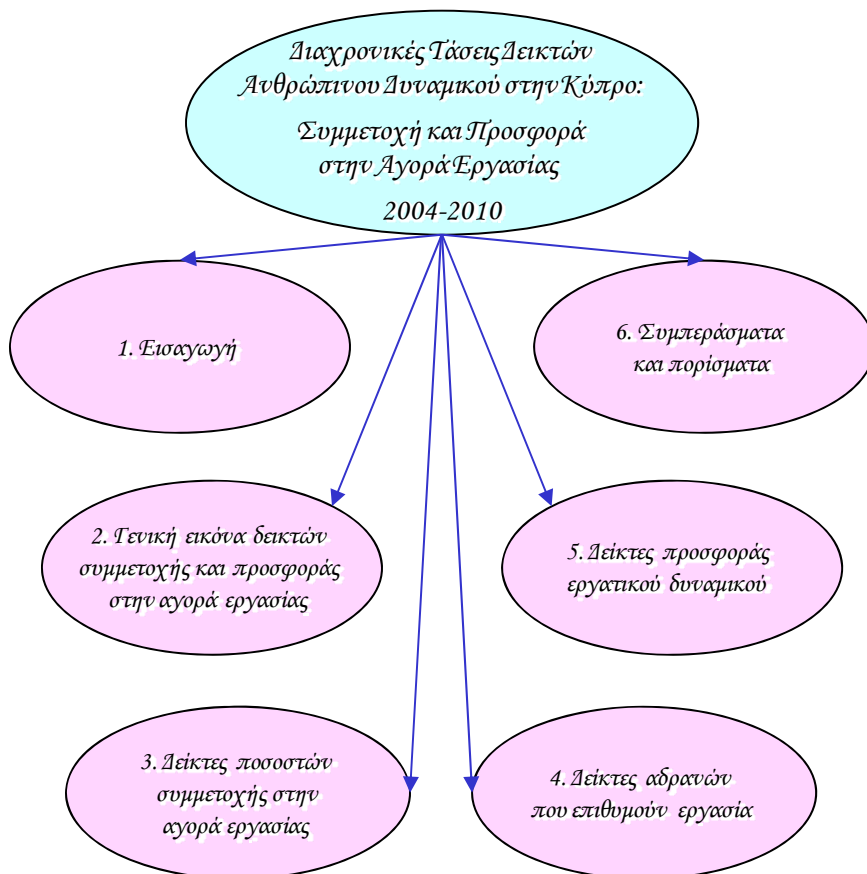 Διαχρονικές Τάσεις Δεικτών
Ανθρώπινου Δυναμικού στην Κύπρο:
Συμμετοχή και Προσφορά
στην Αγορά Εργασίας
2004-2010
1. Εισαγωγή
2. Γενική εικόνα δεικτών
συμμετοχής και προσφοράς
στην αγορά εργασίας
3. Δείκτες ποσοστών
συμμετοχής στην
αγορά εργασίας
4. Δείκτες αδρανών
που επιθυμούν εργασία
5. Δείκτες προσφοράς
εργατικού δυναμικού
6. Συμπεράσματα
και πορίσματα